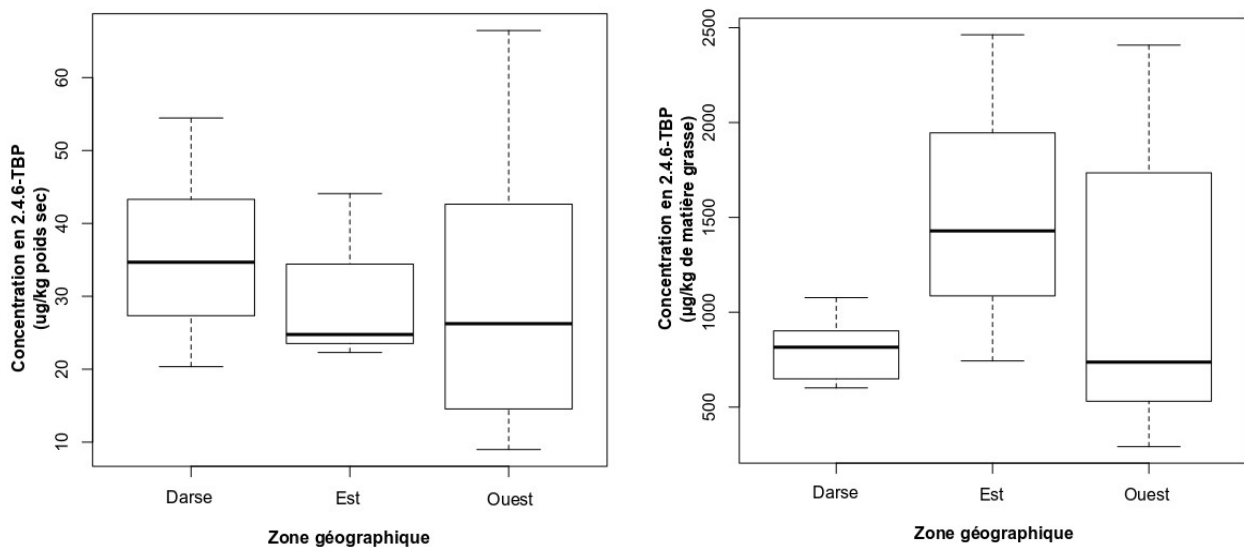 Concentration en 2.4.6-TBP
(ug/kg poids sec)
60
50
40
30
20
10
Darse
Est
Ouest
Zone géographique
Concentration en 2.4.6-TBP
(µg/kg de matière grasse)
2500
2000
1500
1000
500
Darse
Est
Ouest
Zone géographique